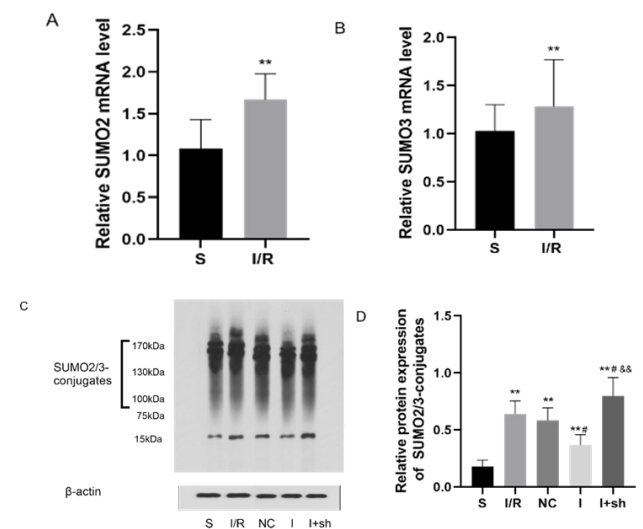 A
Relative SUMO2 mRNA level
2.5
2.0
1.5
1.0
0.5
0.0
**
S I/R
B
Relative SUMO3 mRNA level
2.0
1.5
1.0
0.5
0.0
**
S I/R
C
SUMO2/3-
conjugates
170kDa
130kDa
100kDa
75kDa
15kDa
β-actin
S I/R NC I I+sh
D
Relative protein expression
of SUMO2/3-conjugates
1.5
1.0
0.5
0.0
**
**
**#
**# &&
S I/R NC I I+sh